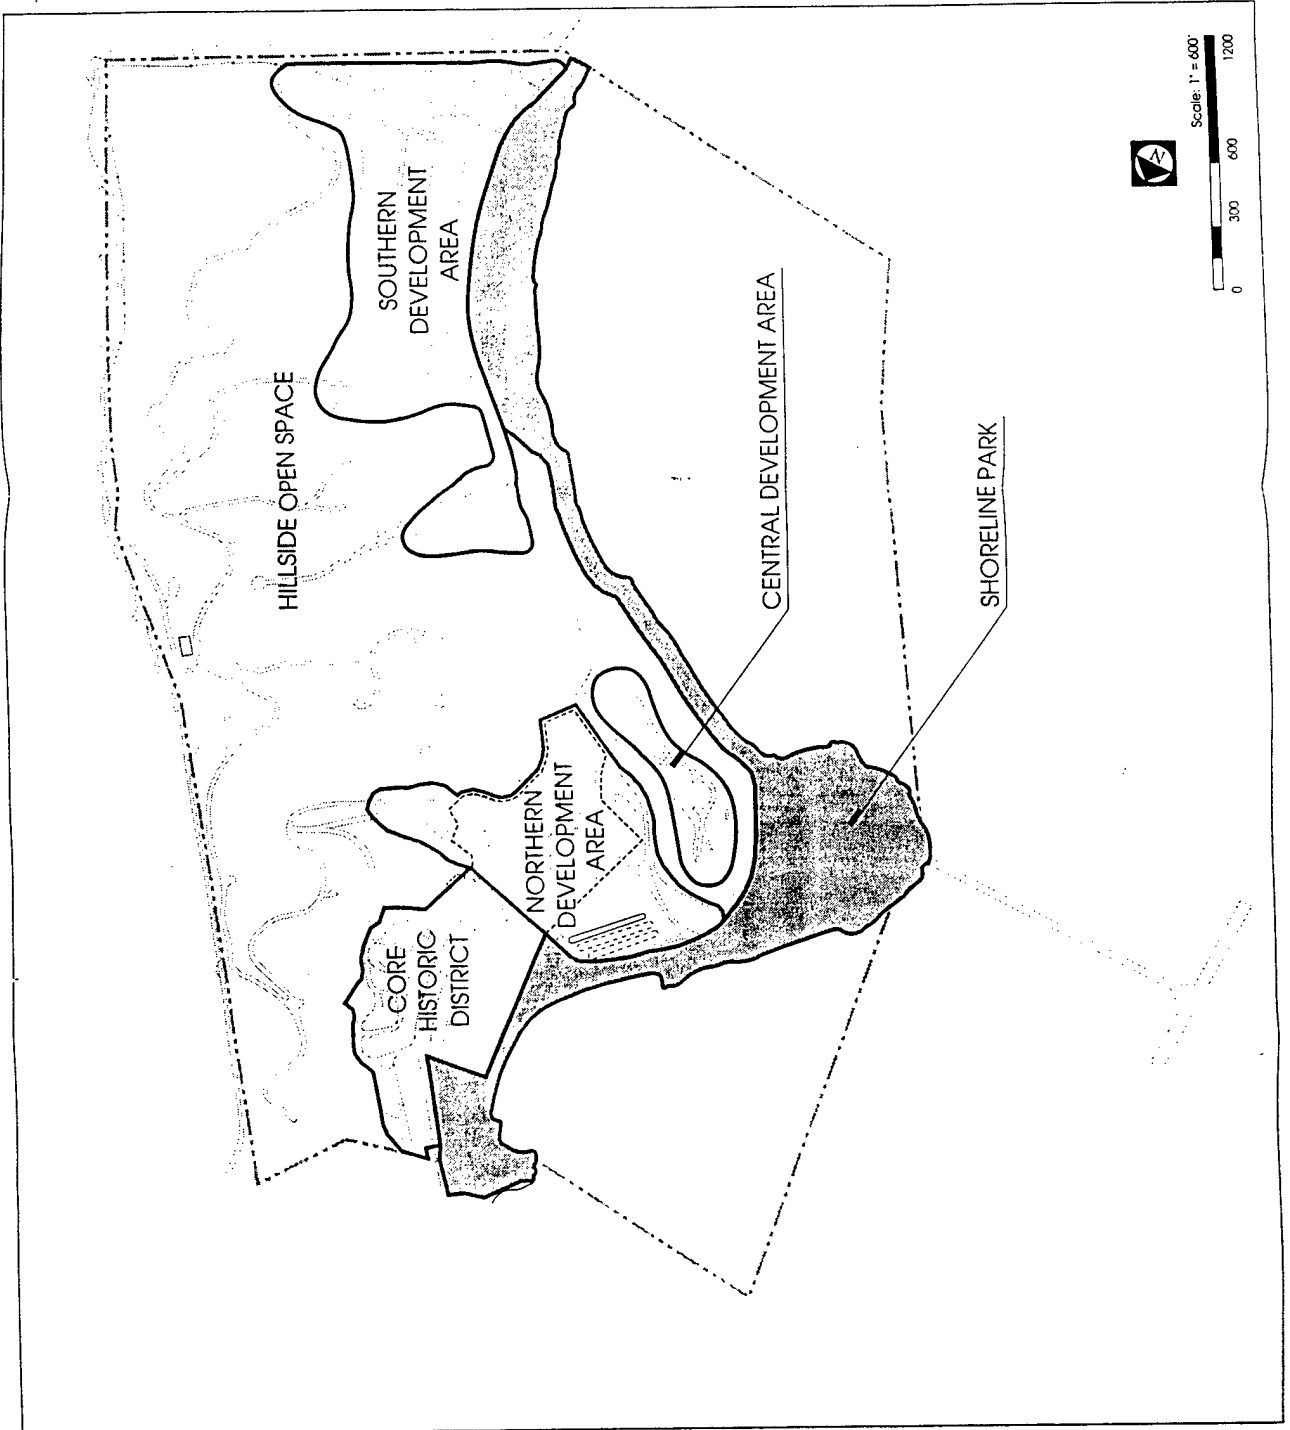 HILLSIDE OPEN SPACE
SOUTHERN
DEVELOPMENT
AREA
CORE
HISTORIC
DISTRICT
NORTHERN
DEVELOPMENT
AREA
CENTRAL DEVELOPMENT AREA
SHORELINE PARK
N
Scale: 1" = 600'
0 300 600 1200